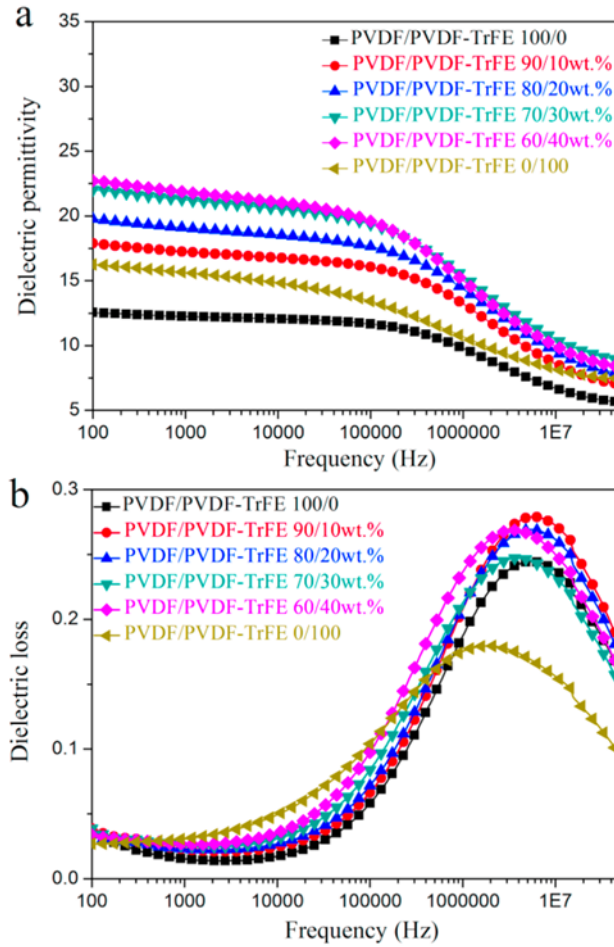 a
35
30
25
20
15
10
5
Dielectric permittivity
PVDF/PVDF-TrFE 100/0
PVDF/PVDF-TrFE 90/10wt.%
PVDF/PVDF-TrFE 80/20wt.%
PVDF/PVDF-TrFE 70/30wt.%
PVDF/PVDF-TrFE 60/40wt.%
PVDF/PVDF-TrFE 0/100
100 1000 10000 100000 1000000 1E7
Frequency (Hz)
b
0.3
0.2
0.1
0.0
Dielectric loss
PVDF/PVDF-TrFE 100/0
PVDF/PVDF-TrFE 90/10wt.%
PVDF/PVDF-TrFE 80/20wt.%
PVDF/PVDF-TrFE 70/30wt.%
PVDF/PVDF-TrFE 60/40wt.%
PVDF/PVDF-TrFE 0/100
100 1000 10000 100000 1000000 1E7
Frequency (Hz)